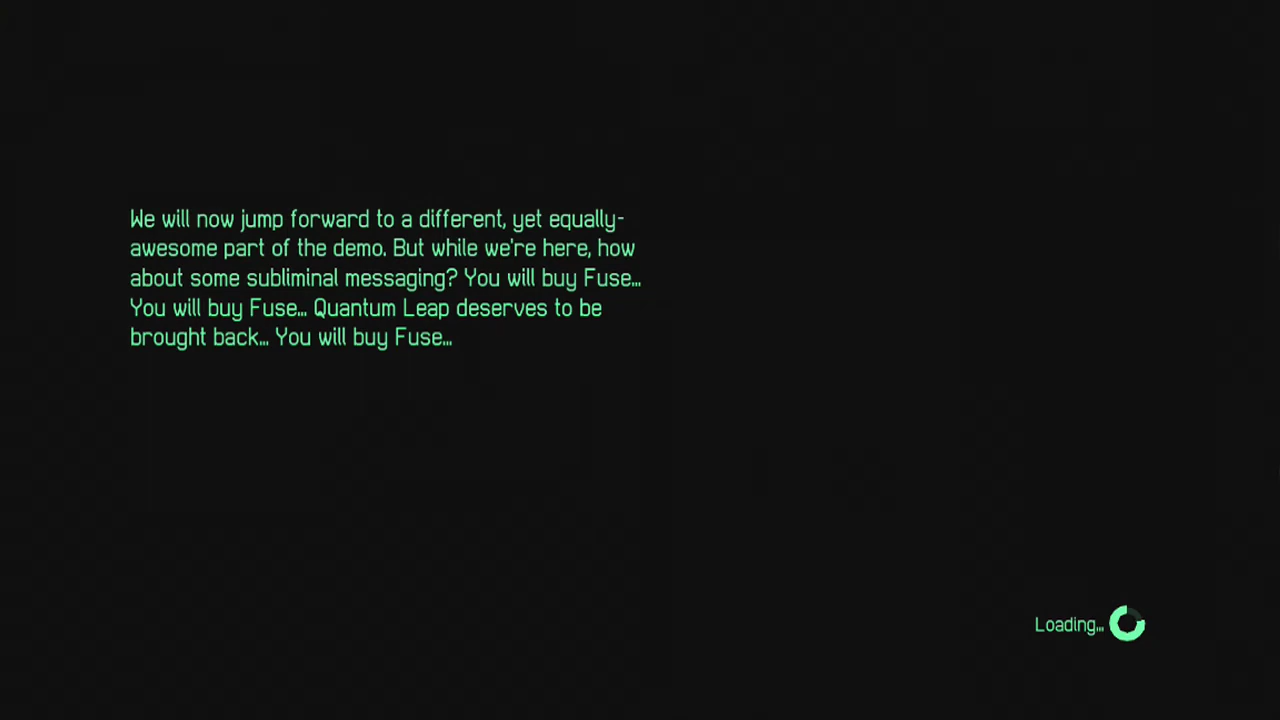 We will now jump forward to a different, yet equally-
awesome part of the demo. But while we're here, how
about some subliminal messaging? You will buy Fuse...
You will buy Fuse... Quantum Leap deserves to be
brought back... You will buy Fuse...
Loading...